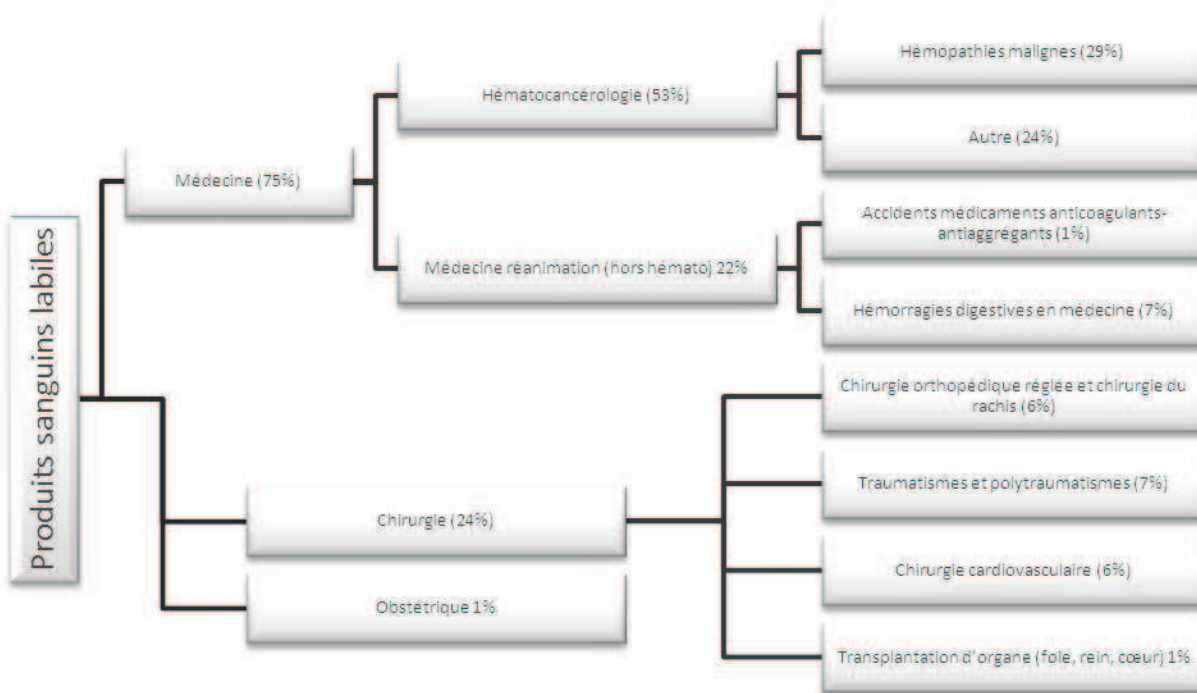 Produits sanguins labiles
Médecine (75%)
Hématocancérologie (53%)
Hémopathies malignes (29%)
Autre (24%)
Médecine réanimation (hors hémato) 22%
Accidents médicaments anticoagulants-
antiaggrégants (1%)
Hémorragies digestives en médecine (7%)
Chirurgie (24%)
Chirurgie orthopédique réglée et chirurgie du
rachis (6%)
Traumatismes et polytraumatismes (7%)
Chirurgie cardiovasculaire (6%)
Transplantation d'organe (foie, rein, cœur) 1%
Obstétrique 1%